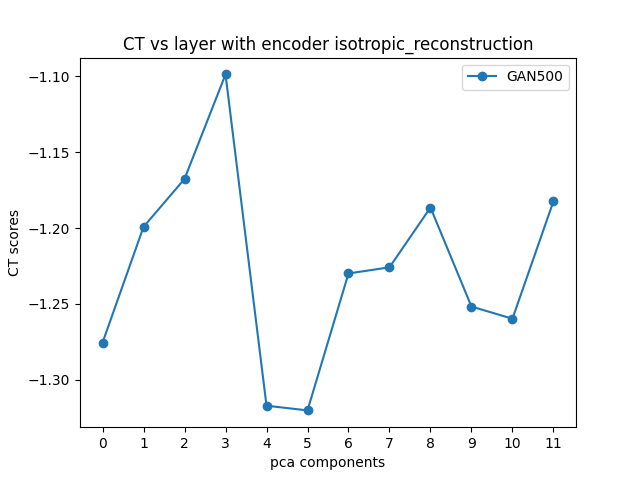 CT vs layer with encoder isotropic_reconstruction
GAN500
−1.10
−1.15
−1.20
−1.25
−1.30
CT scores
0 1 2 3 4 5 6 7 8 9 10 11
pca components